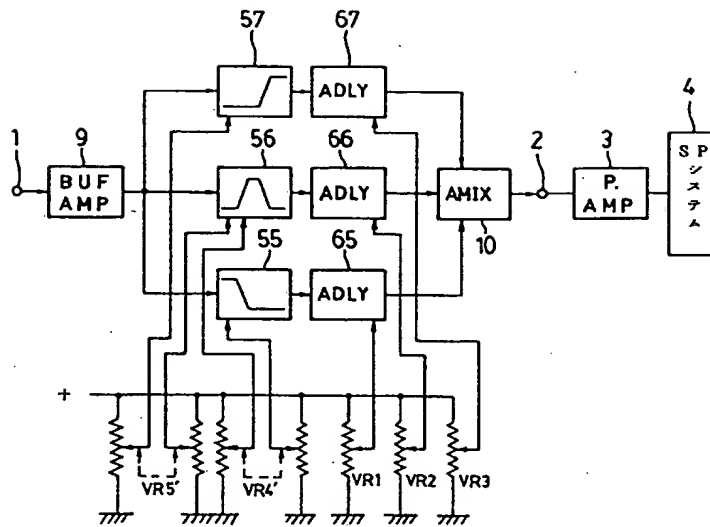 57
67
ADLY
4
1
9
56
66
2
3
SP
システム
BUF
AMP
ADLY
AMIX
P.
AMP
55
65
10
ADLY
+
VR5'
VR4'
VR1
VR2
VR3